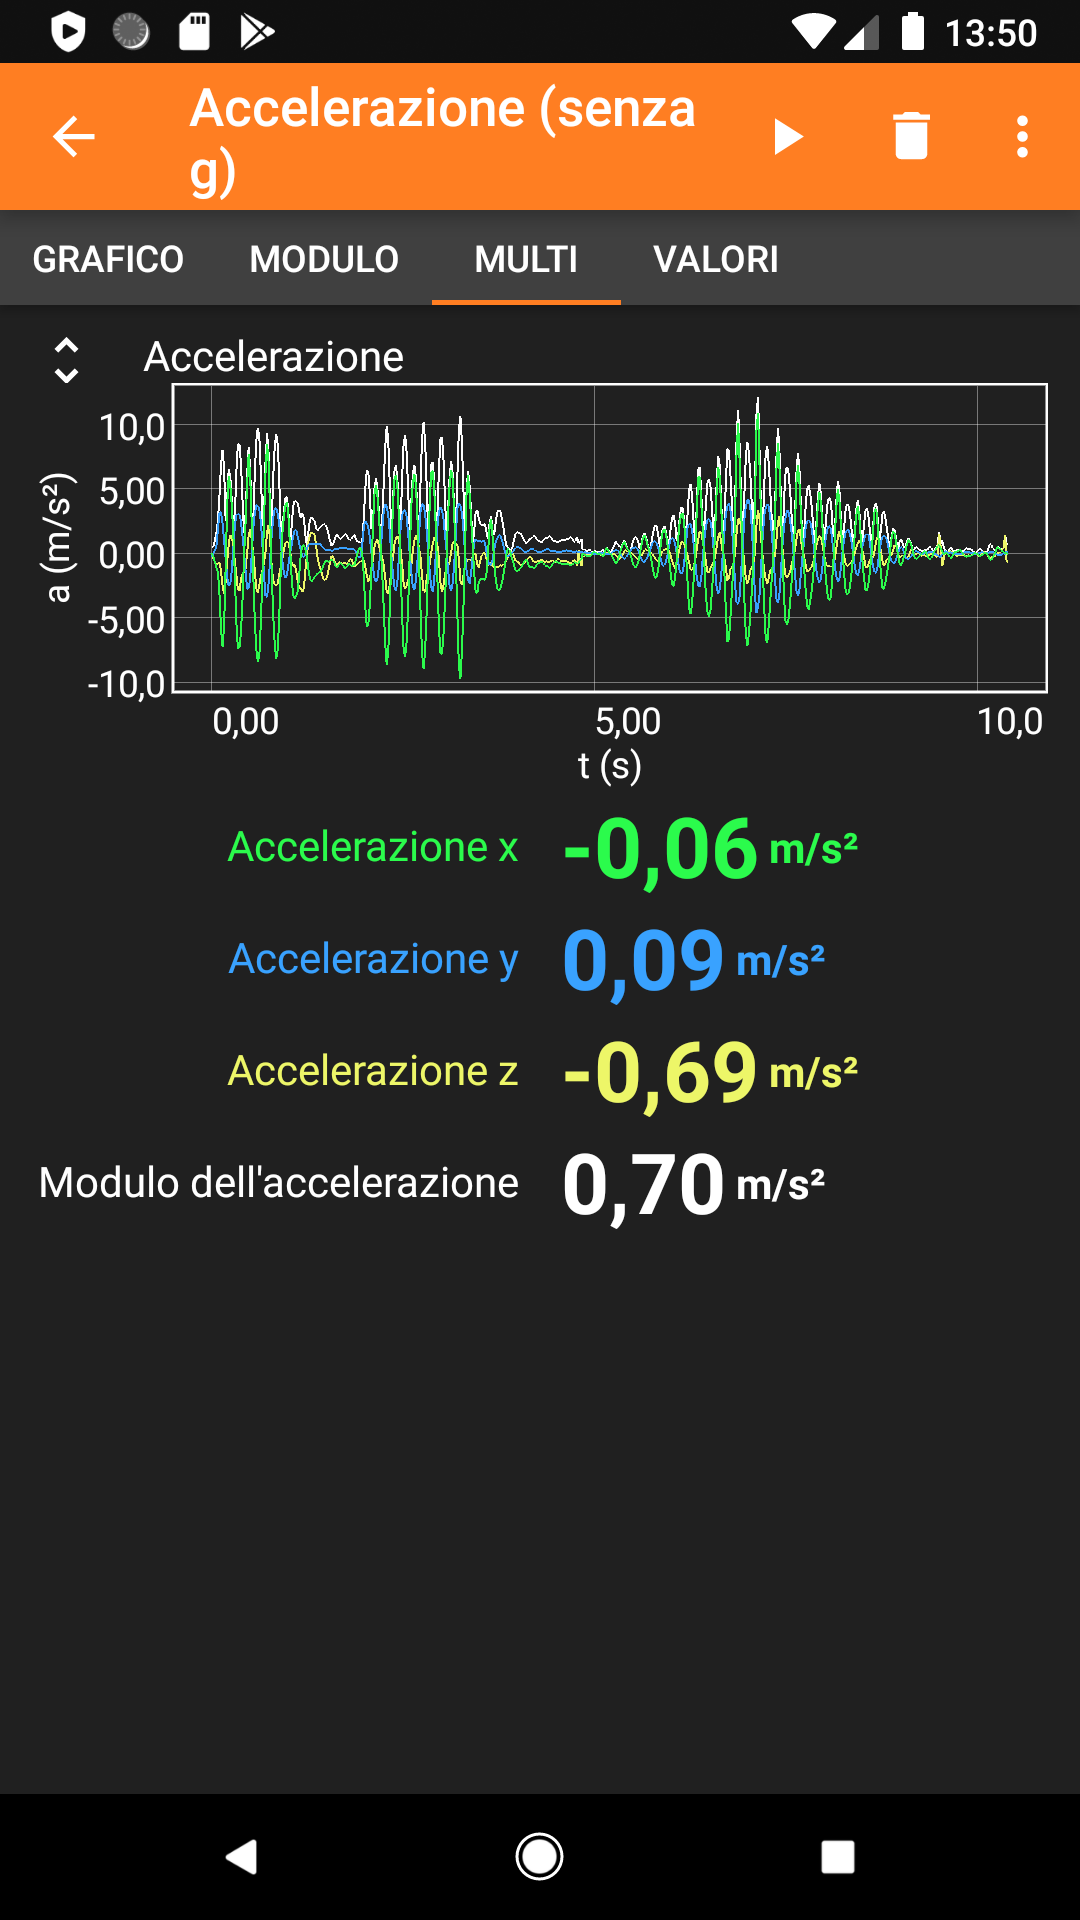 13:50
Accelerazione (senza
g)
GRAFICO MODULO MULTI VALORI
Accelerazione
10,0
5,00
0,00
-5,00
-10,0
a (m/s²)
0,00 5,00 10,0
t (s)
Accelerazione x -0,06 m/s²
Accelerazione y 0,09 m/s²
Accelerazione z -0,69 m/s²
Modulo dell'accelerazione 0,70 m/s²